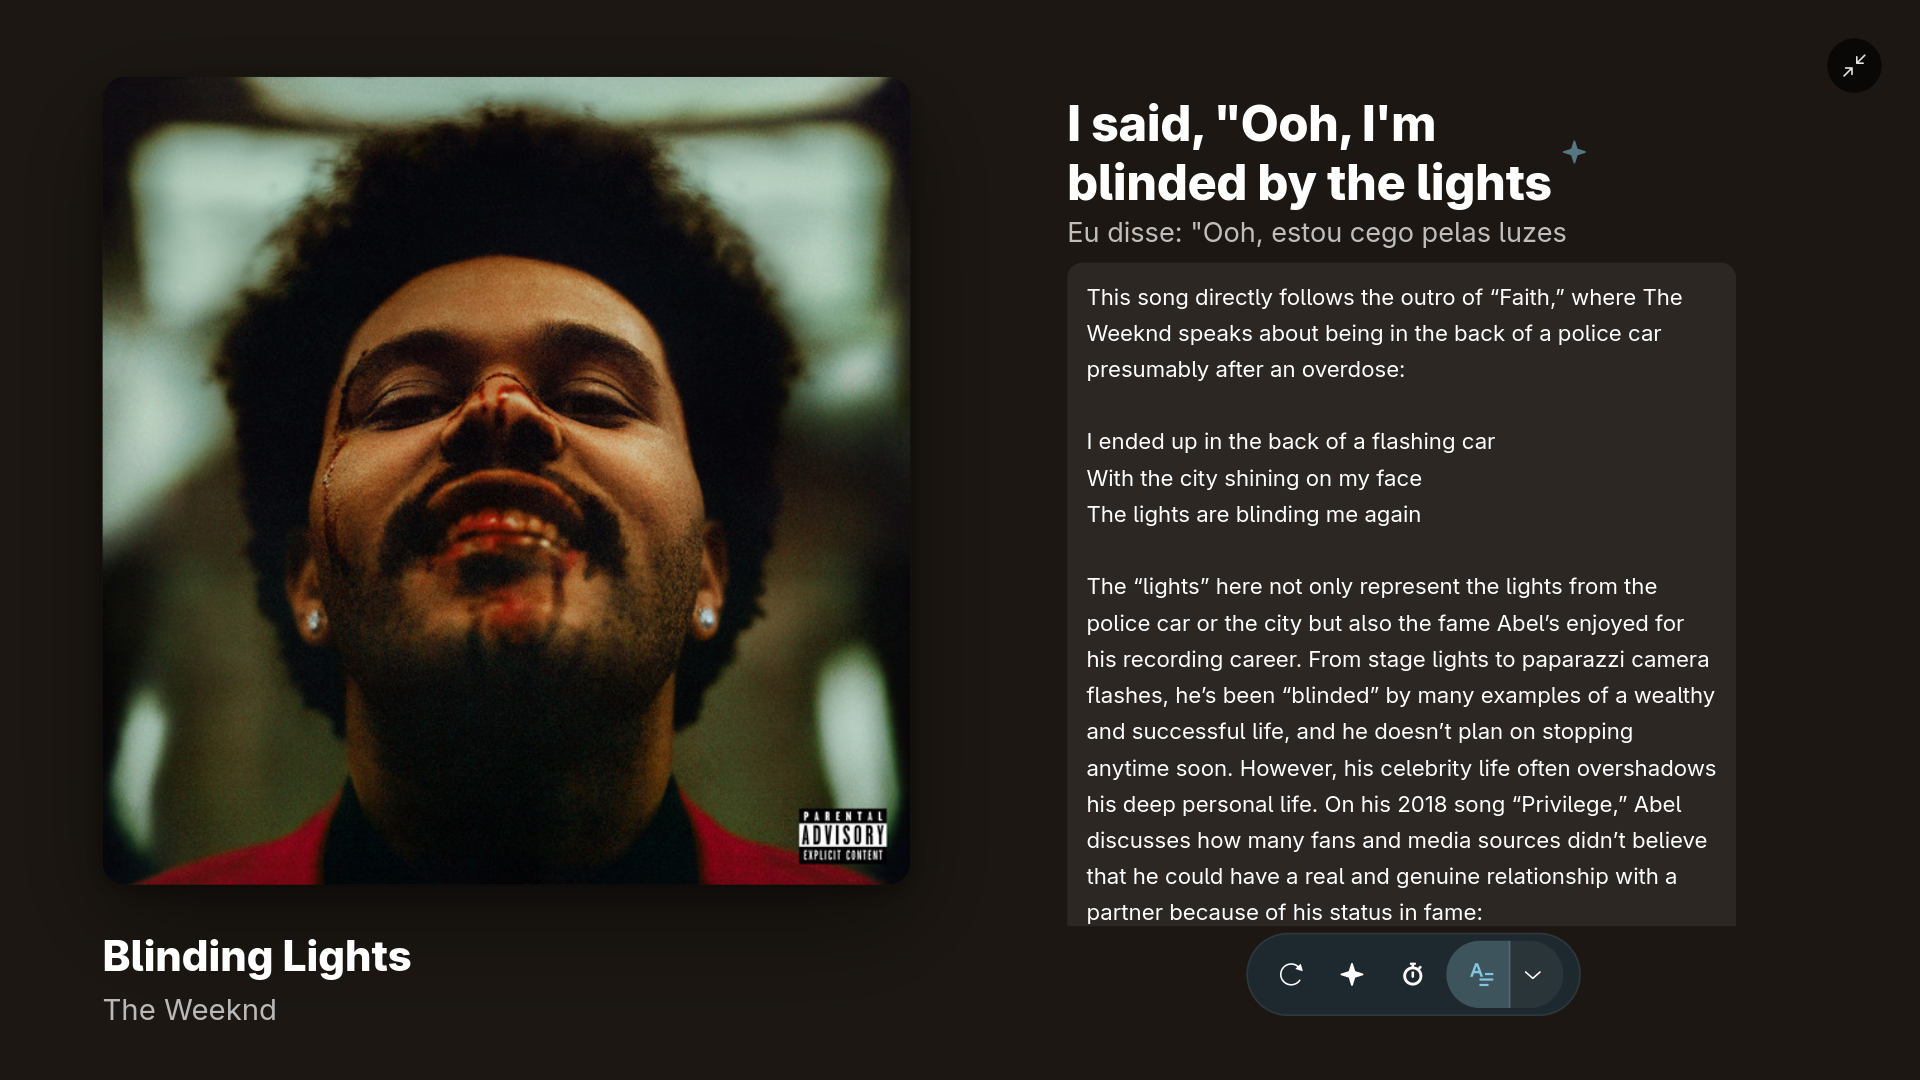 I said, "Ooh, I'm
blinded by the lights
Eu disse: "Ooh, estou cego pelas luzes
This song directly follows the outro of “Faith,” where The
Weeknd speaks about being in the back of a police car
presumably after an overdose:
I ended up in the back of a flashing car
With the city shining on my face
The lights are blinding me again
The “lights” here not only represent the lights from the
police car or the city but also the fame Abel’s enjoyed for
his recording career. From stage lights to paparazzi camera
flashes, he’s been “blinded” by many examples of a wealthy
and successful life, and he doesn’t plan on stopping
anytime soon. However, his celebrity life often overshadows
his deep personal life. On his 2018 song “Privilege,” Abel
discusses how many fans and media sources didn’t believe
that he could have a real and genuine relationship with a
partner because of his status in fame:
PARENTAL
ADVISORY
EXPLICIT CONTENT
Blinding Lights
The Weeknd
A